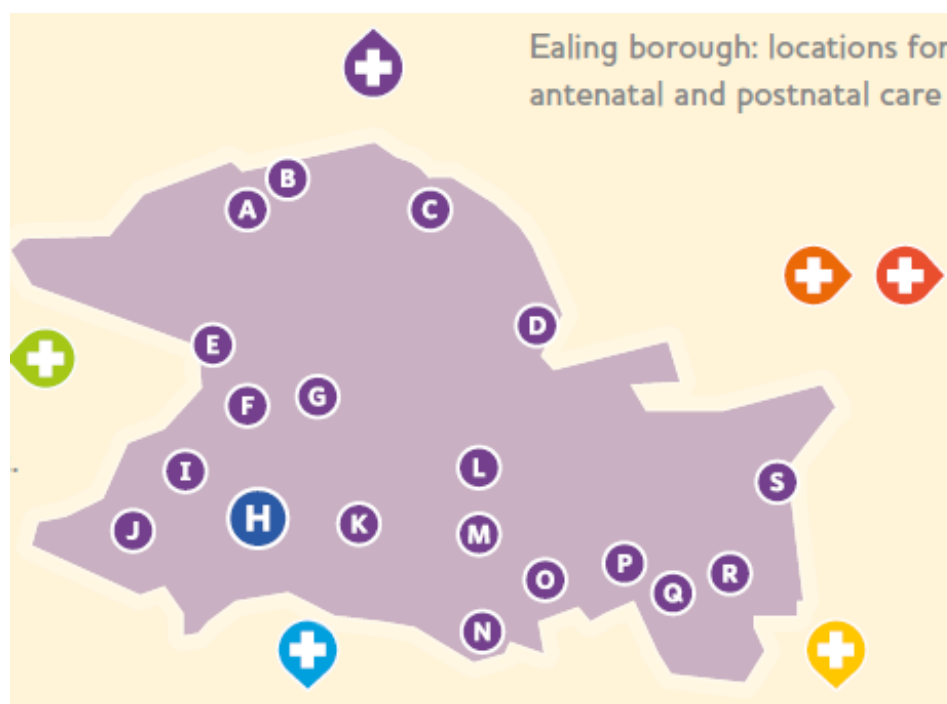 Ealing borough: locations for
antenatal and postnatal care
B
A
C
D
E
G
F
L
I
S
H
K
J
M
P
R
O
Q
N